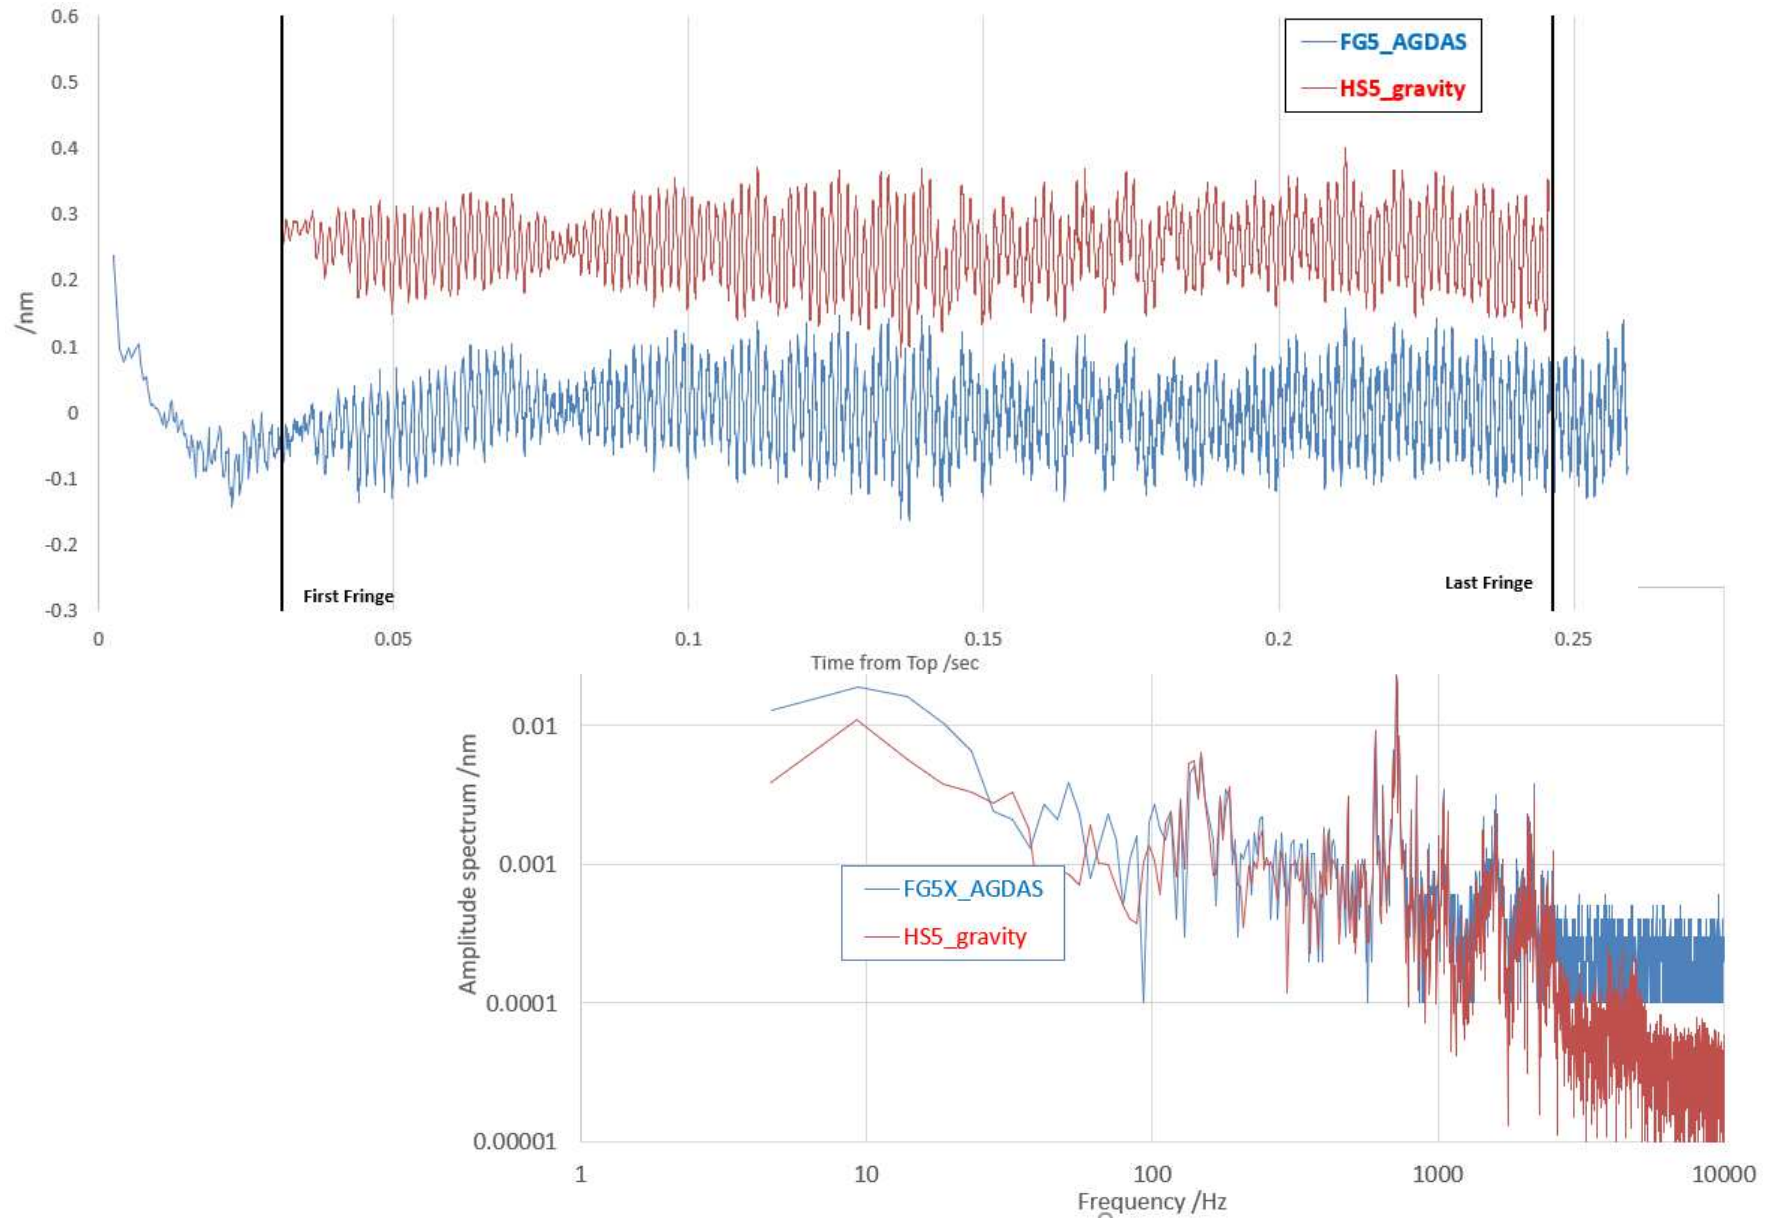 0.6
0.5
0.4
0.3
0.2
0.1
0
-0.1
-0.2
-0.3
/nm
FG5_AGDAS
HS5_gravity
First Fringe
Last Fringe
0
0.05
0.1
0.15
0.2
0.25
Time from Top /sec
0.01
0.001
0.0001
0.00001
Amplitude spectrum /nm
FG5X_AGDAS
HS5_gravity
1
10
100
1000
10000
Frequency /Hz